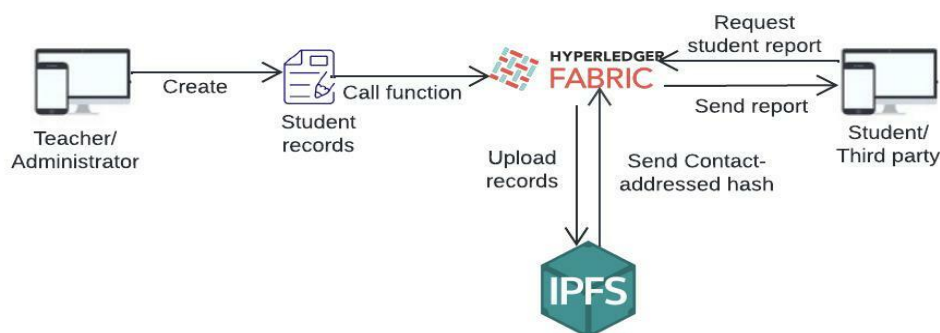 Teacher/
Administrator
Create
Student
records
Call function
HYPERLEDGER
FABRIC
Request
student report
Send report
Student/
Third party
Upload
records
Send Contact-
addressed hash
IPFS